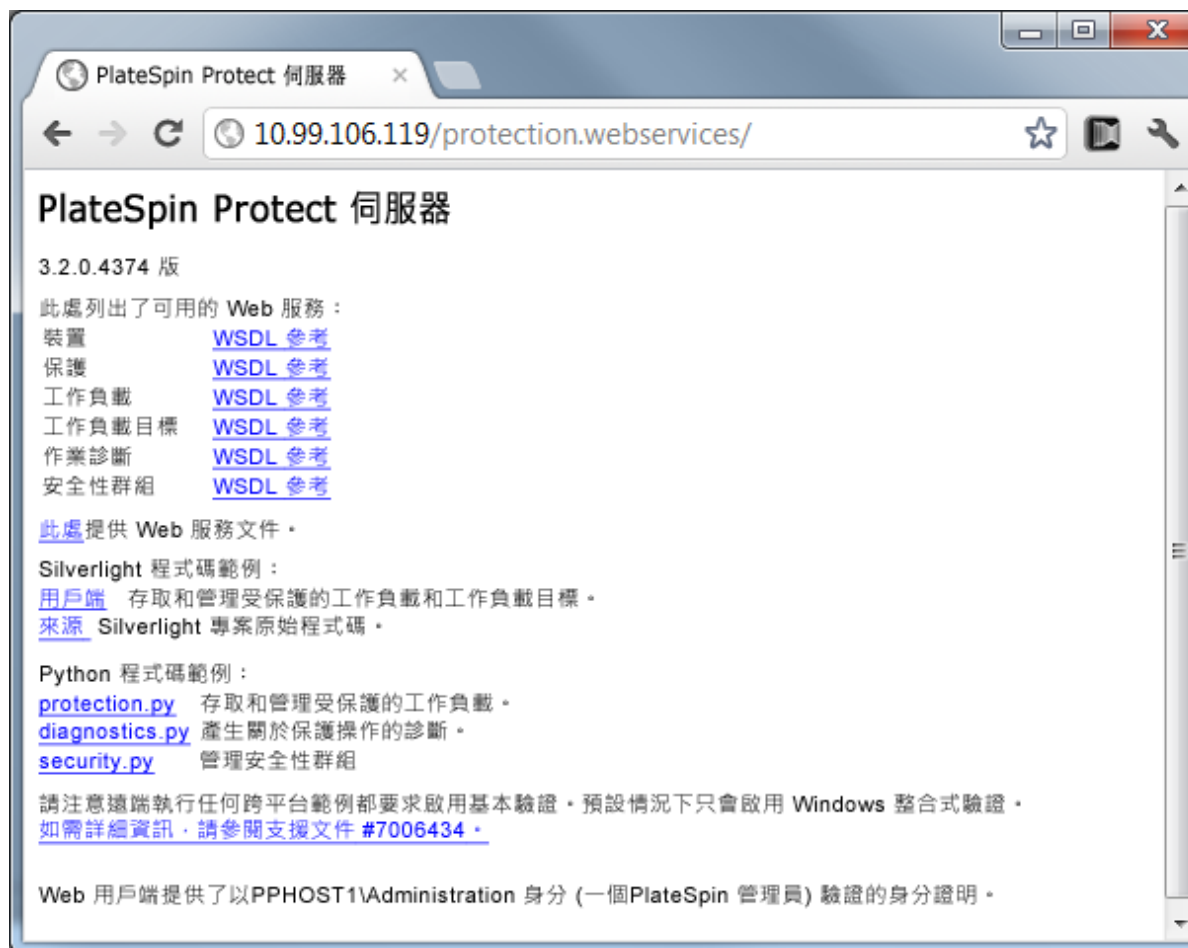 PlateSpin Protect 伺服器
10.99.106.119/protection.webservices/
PlateSpin Protect 伺服器
3.2.0.4374 版
此處列出了可用的 Web 服務：
裝置 WSDL 參考
保護 WSDL 參考
工作負載 WSDL 參考
工作負載目標 WSDL 參考
作業診斷 WSDL 參考
安全性群組 WSDL 參考
此處提供 Web 服務文件。
Silverlight 程式碼範例：
用戶端 存取和管理受保護的工作負載和工作負載目標。
來源 Silverlight 專案原始程式碼。
Python 程式碼範例：
protection.py 存取和管理受保護的工作負載。
diagnostics.py 產生關於保護操作的診斷。
security.py 管理安全性群組
請注意遠端執行任何跨平台範例都要求啟用基本驗證。預設情況下只會啟用 Windows 整合式驗證。
如需詳細資訊，請參閱支援文件 #7006434。
Web 用戶端提供了以PPHOST1\Administration 身分 (一個PlateSpin 管理員) 驗證的身分證明。